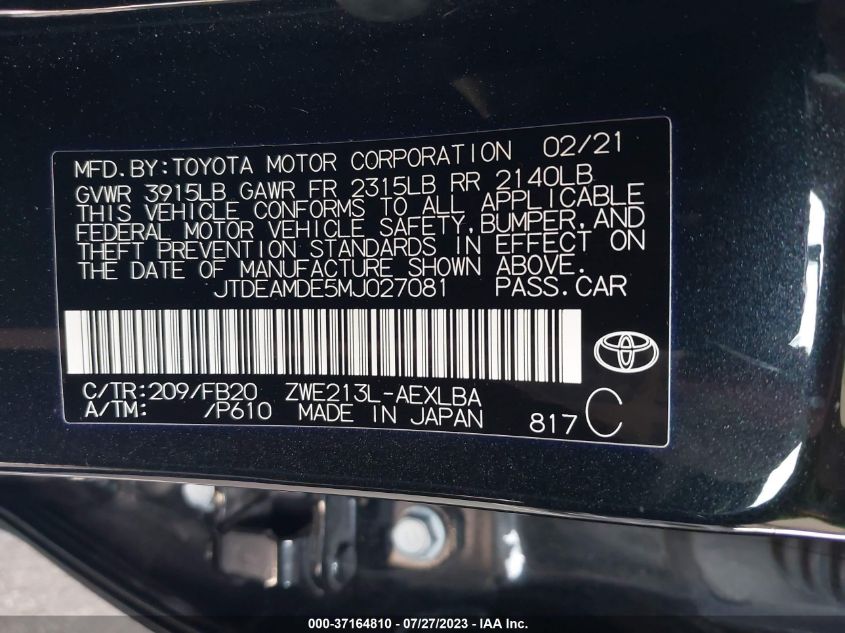 MFD.BY:TOYOTA MOTOR CORPORATION 02/21
GVWR 3915LB GAWR FR 2315LB RR 2140LB
THIS VEHICLE CONFORMS TO ALL APPLICABLE
FEDERAL MOTOR VEHICLE SAFETY,BUMPER,AND
THEFT PREVENTION STANDARDS IN EFFECT ON
THE DATE OF MANUFACTURE SHOWN ABOVE.
JTDEAMDE5MJ027081 PASS.CAR
C/TR:209/FB20 ZWE213L-AEXLBA
A/TM: /P610 MADE IN JAPAN 817 C
000-37164810 - 07/27/2023 - IAA Inc.